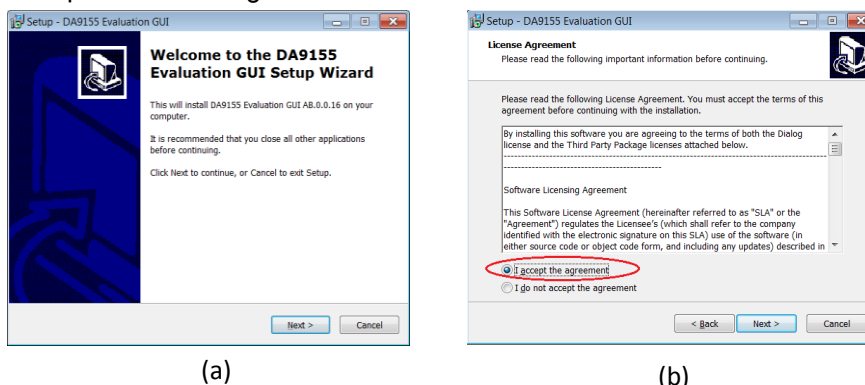 Setup - DA9155 Evaluation GUI
Welcome to the DA9155
Evaluation GUI Setup Wizard
This will install DA9155 Evaluation GUI AB.0.0.16 on your
computer.
It is recommended that you close all other applications
before continuing.
Click Next to continue, or Cancel to exit Setup.
Next >
Cancel
(a)
Setup - DA9155 Evaluation GUI
License Agreement
Please read the following important information before continuing.
Please read the following License Agreement. You must accept the terms of this
agreement before continuing with the installation.
By installing this software you are agreeing to the terms of both the Dialog
license and the Third Party Package licenses attached below.
Software Licensing Agreement
This Software License Agreement (hereinafter referred to as "SLA" or the
"Agreement") regulates the Licensee's (which shall refer to the company
identified with the electronic signature on this SLA) use of the software (in
either source code or object code form, and including any updates) described in
I accept the agreement
I do not accept the agreement
< Back
Next >
Cancel
(b)